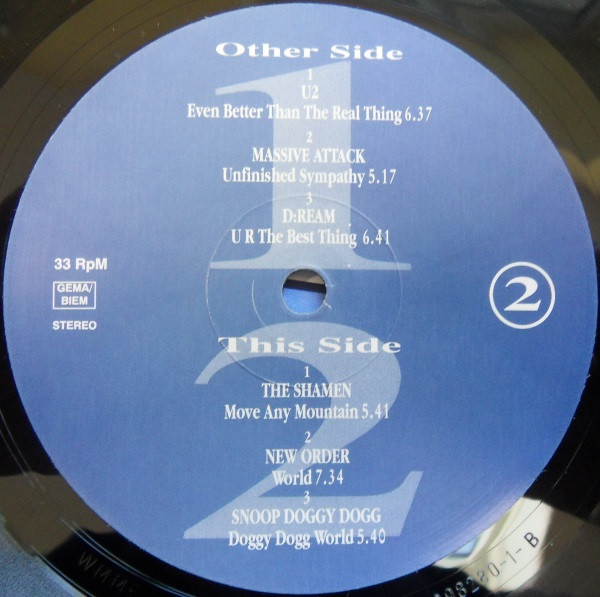 Other Side
1
U2
Even Better Than The Real Thing 6.37
2
MASSIVE ATTACK
Unfinished Sympathy 5.17
3
D:REAM
U R The Best Thing 6.41
1
33 RpM
GEMA/
BIEM
STEREO
2
This Side
1
THE SHAMEN
Move Any Mountain 5.41
2
NEW ORDER
World 7.34
3
SNOOP DOGGY DOGG
Doggy Dogg World 5.40
2